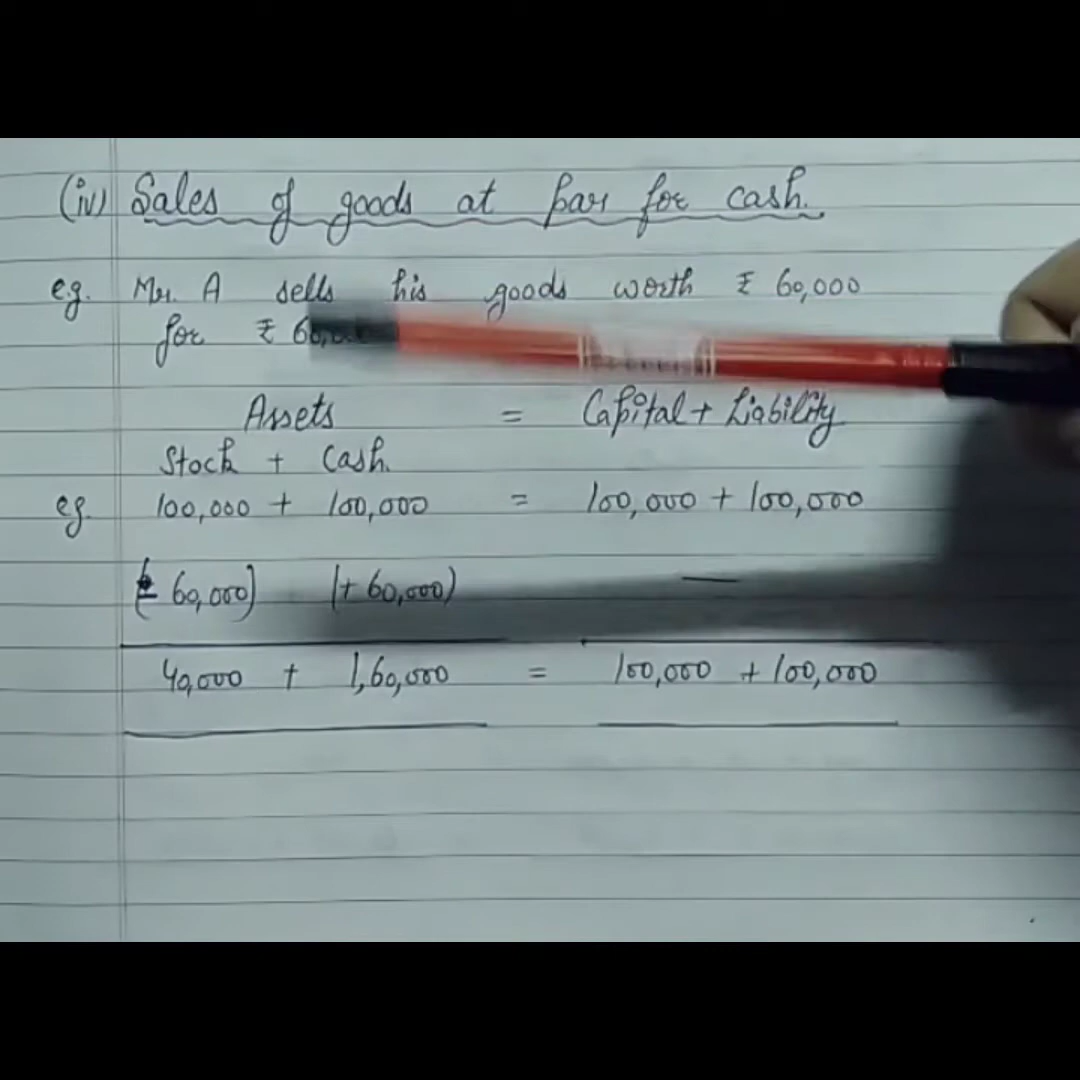 (iv) Sales of goods at par for cash.
e.g. Mr. A sells his goods worth ₹ 60,000
for ₹
Assets = Capital + Liability
Stock + Cash.
eg. 100,000 + 100,000 = 100,000 + 100,000
(- 60,000) (+ 60,000) —
40,000 + 1,60,000 = 100,000 + 100,000